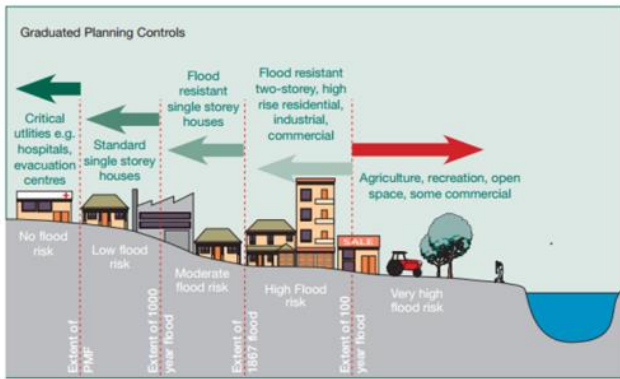 Graduated Planning Controls
Critical
utlities e.g.
hospitals,
evacuation
centres
Standard
single storey
houses
Flood
resistant
single storey
houses
Flood resistant
two-storey, high
rise residential,
industrial,
commercial
Agriculture, recreation, open
space, some commercial
SALE
No flood
risk
Low flood
risk
Moderate
flood risk
High Flood
risk
Very high
flood risk
Extent of
PMF
Extent of 1000
year flood
Extent of
1867 flood
Extent of 100
year flood